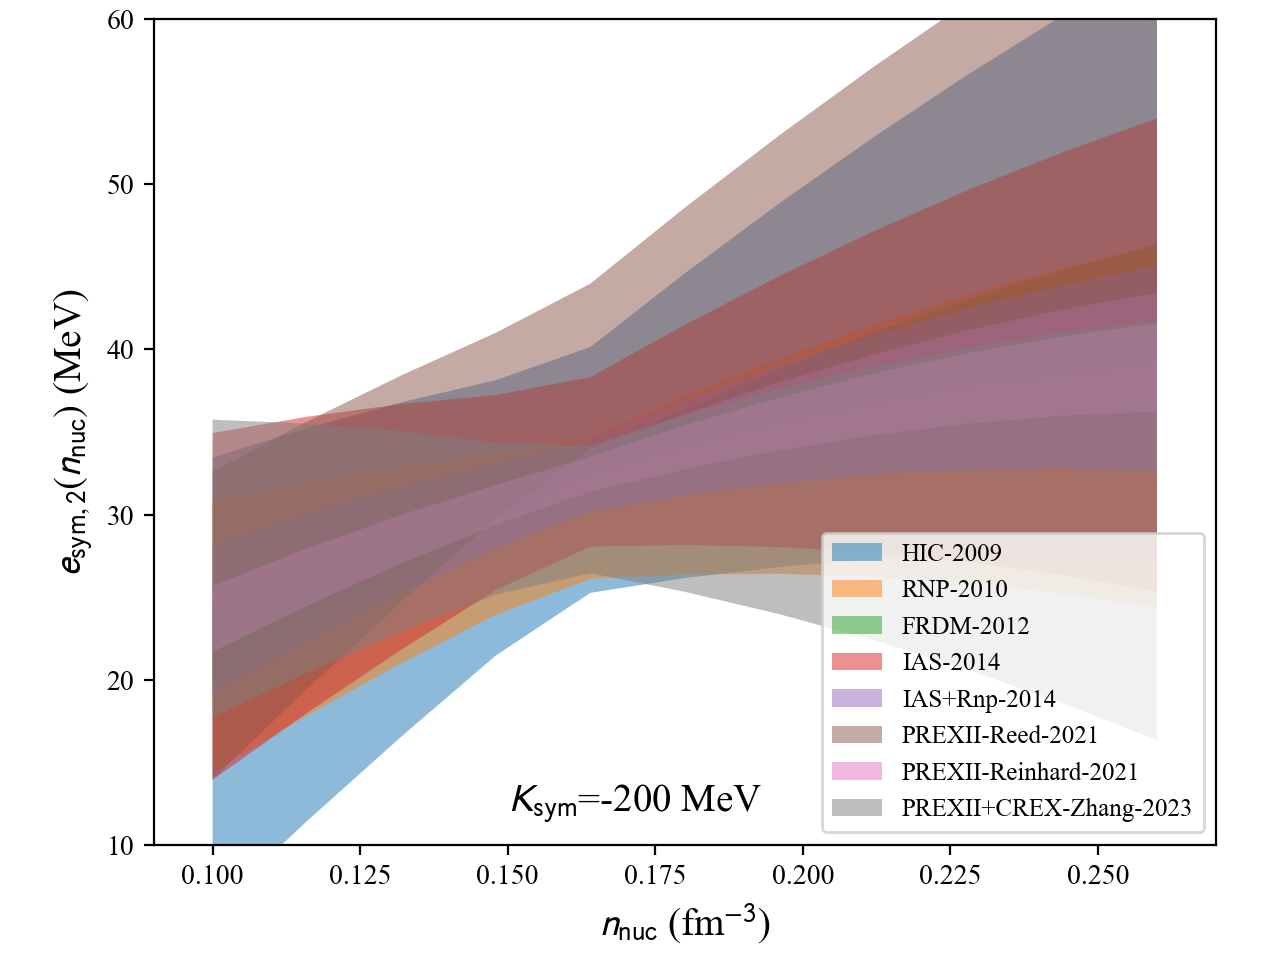 60
50
40
30
20
10
e_sym,2(n_nuc) (MeV)
HIC-2009
RNP-2010
FRDM-2012
IAS-2014
IAS+Rnp-2014
PREXII-Reed-2021
PREXII-Reinhard-2021
PREXII+CREX-Zhang-2023
K_sym=-200 MeV
0.100 0.125 0.150 0.175 0.200 0.225 0.250
n_nuc (fm⁻³)